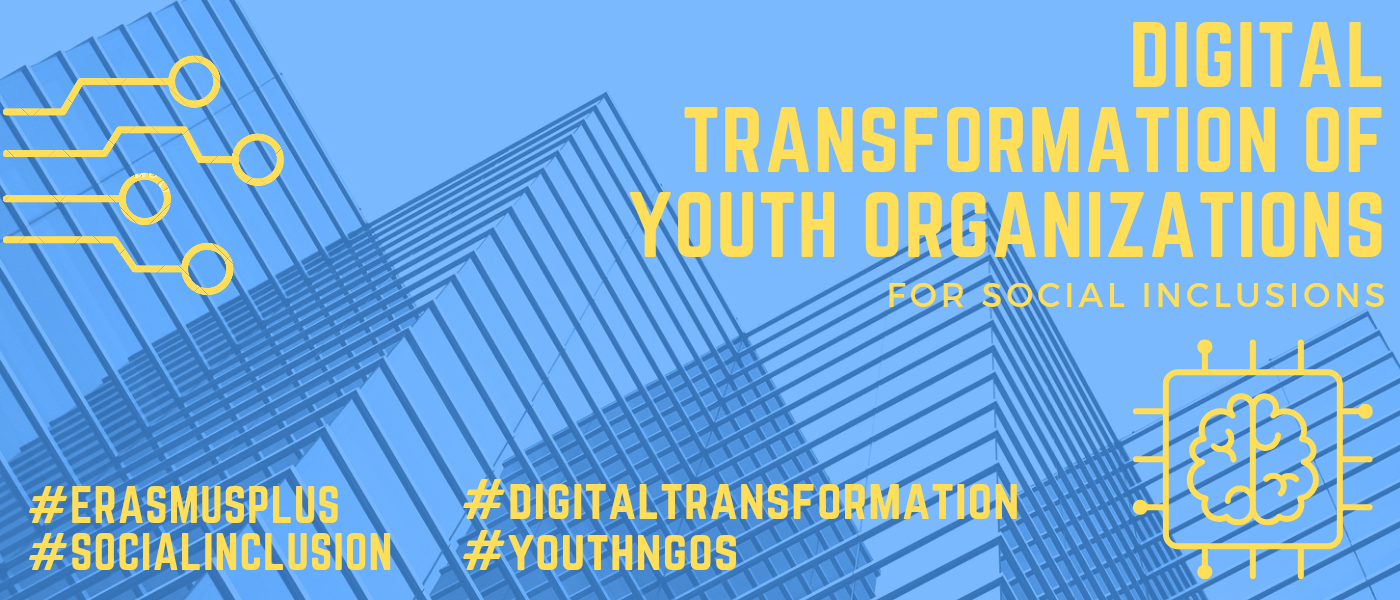 DIGITAL
TRANSFORMATION OF
YOUTH ORGANIZATIONS
FOR SOCIAL INCLUSIONS
#ERASMUSPLUS
#SOCIALINCLUSION
#DIGITALTRANSFORMATION
#YOUTHNGOS